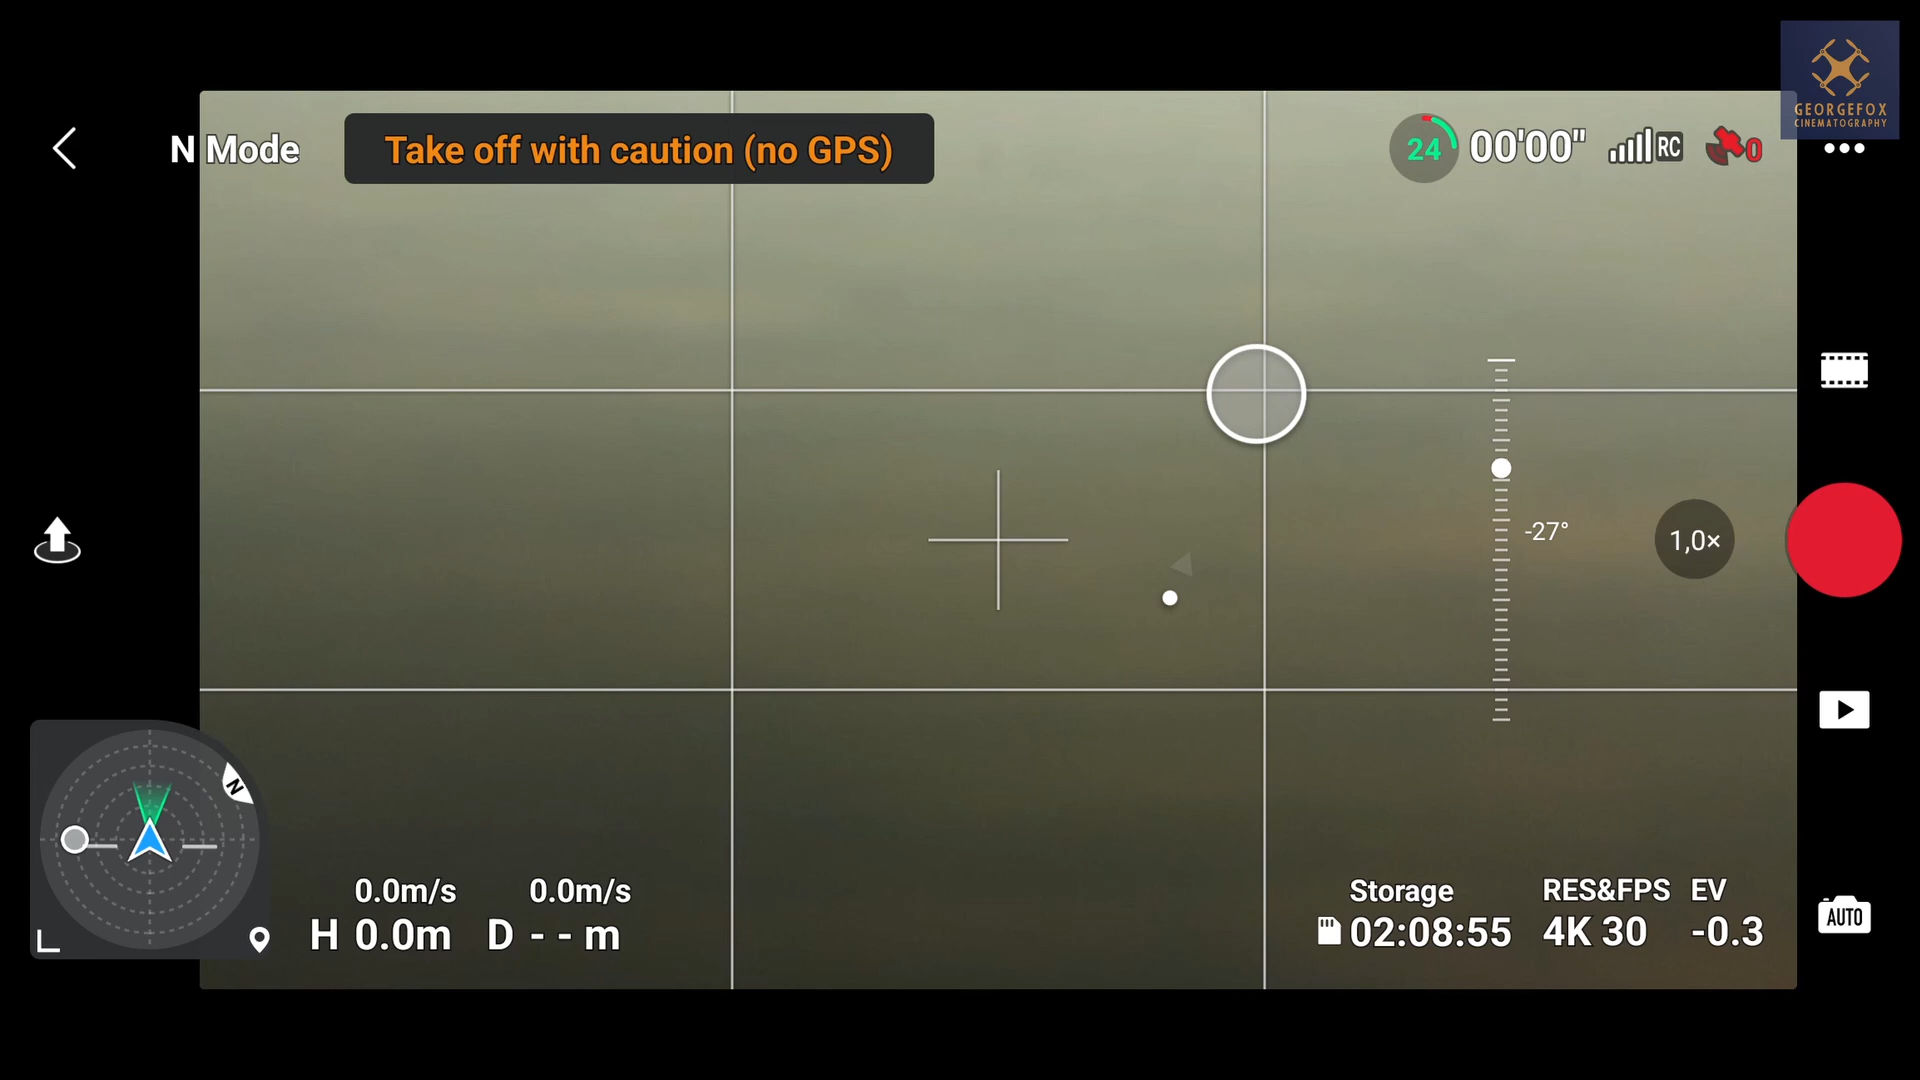 GEORGEFOX
CINEMATOGRAPHY
N Mode
Take off with caution (no GPS)
24
00'00"
RC
0
-27°
1,0×
N
0.0m/s
0.0m/s
H 0.0m
D - - m
Storage
02:08:55
RES&FPS
4K 30
EV
-0.3
AUTO